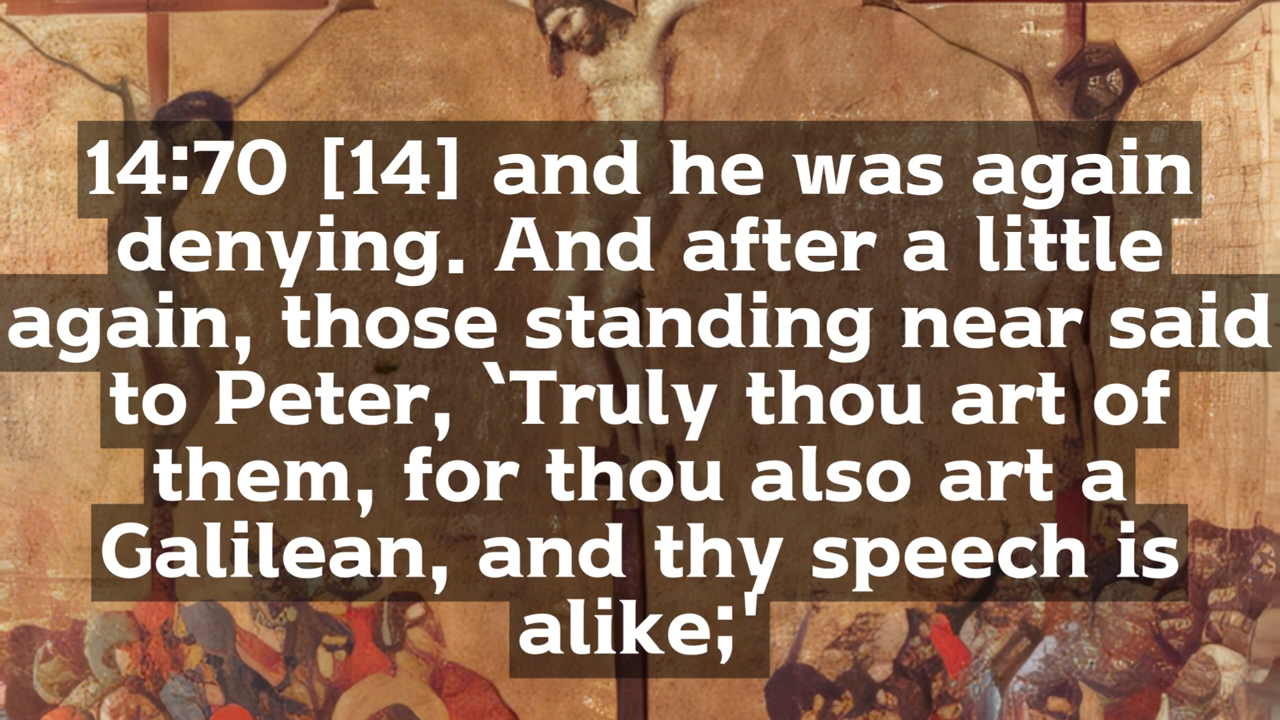 14:70 [14] and he was again
denying. And after a little
again, those standing near said
to Peter, `Truly thou art of
them, for thou also art a
Galilean, and thy speech is
alike;'